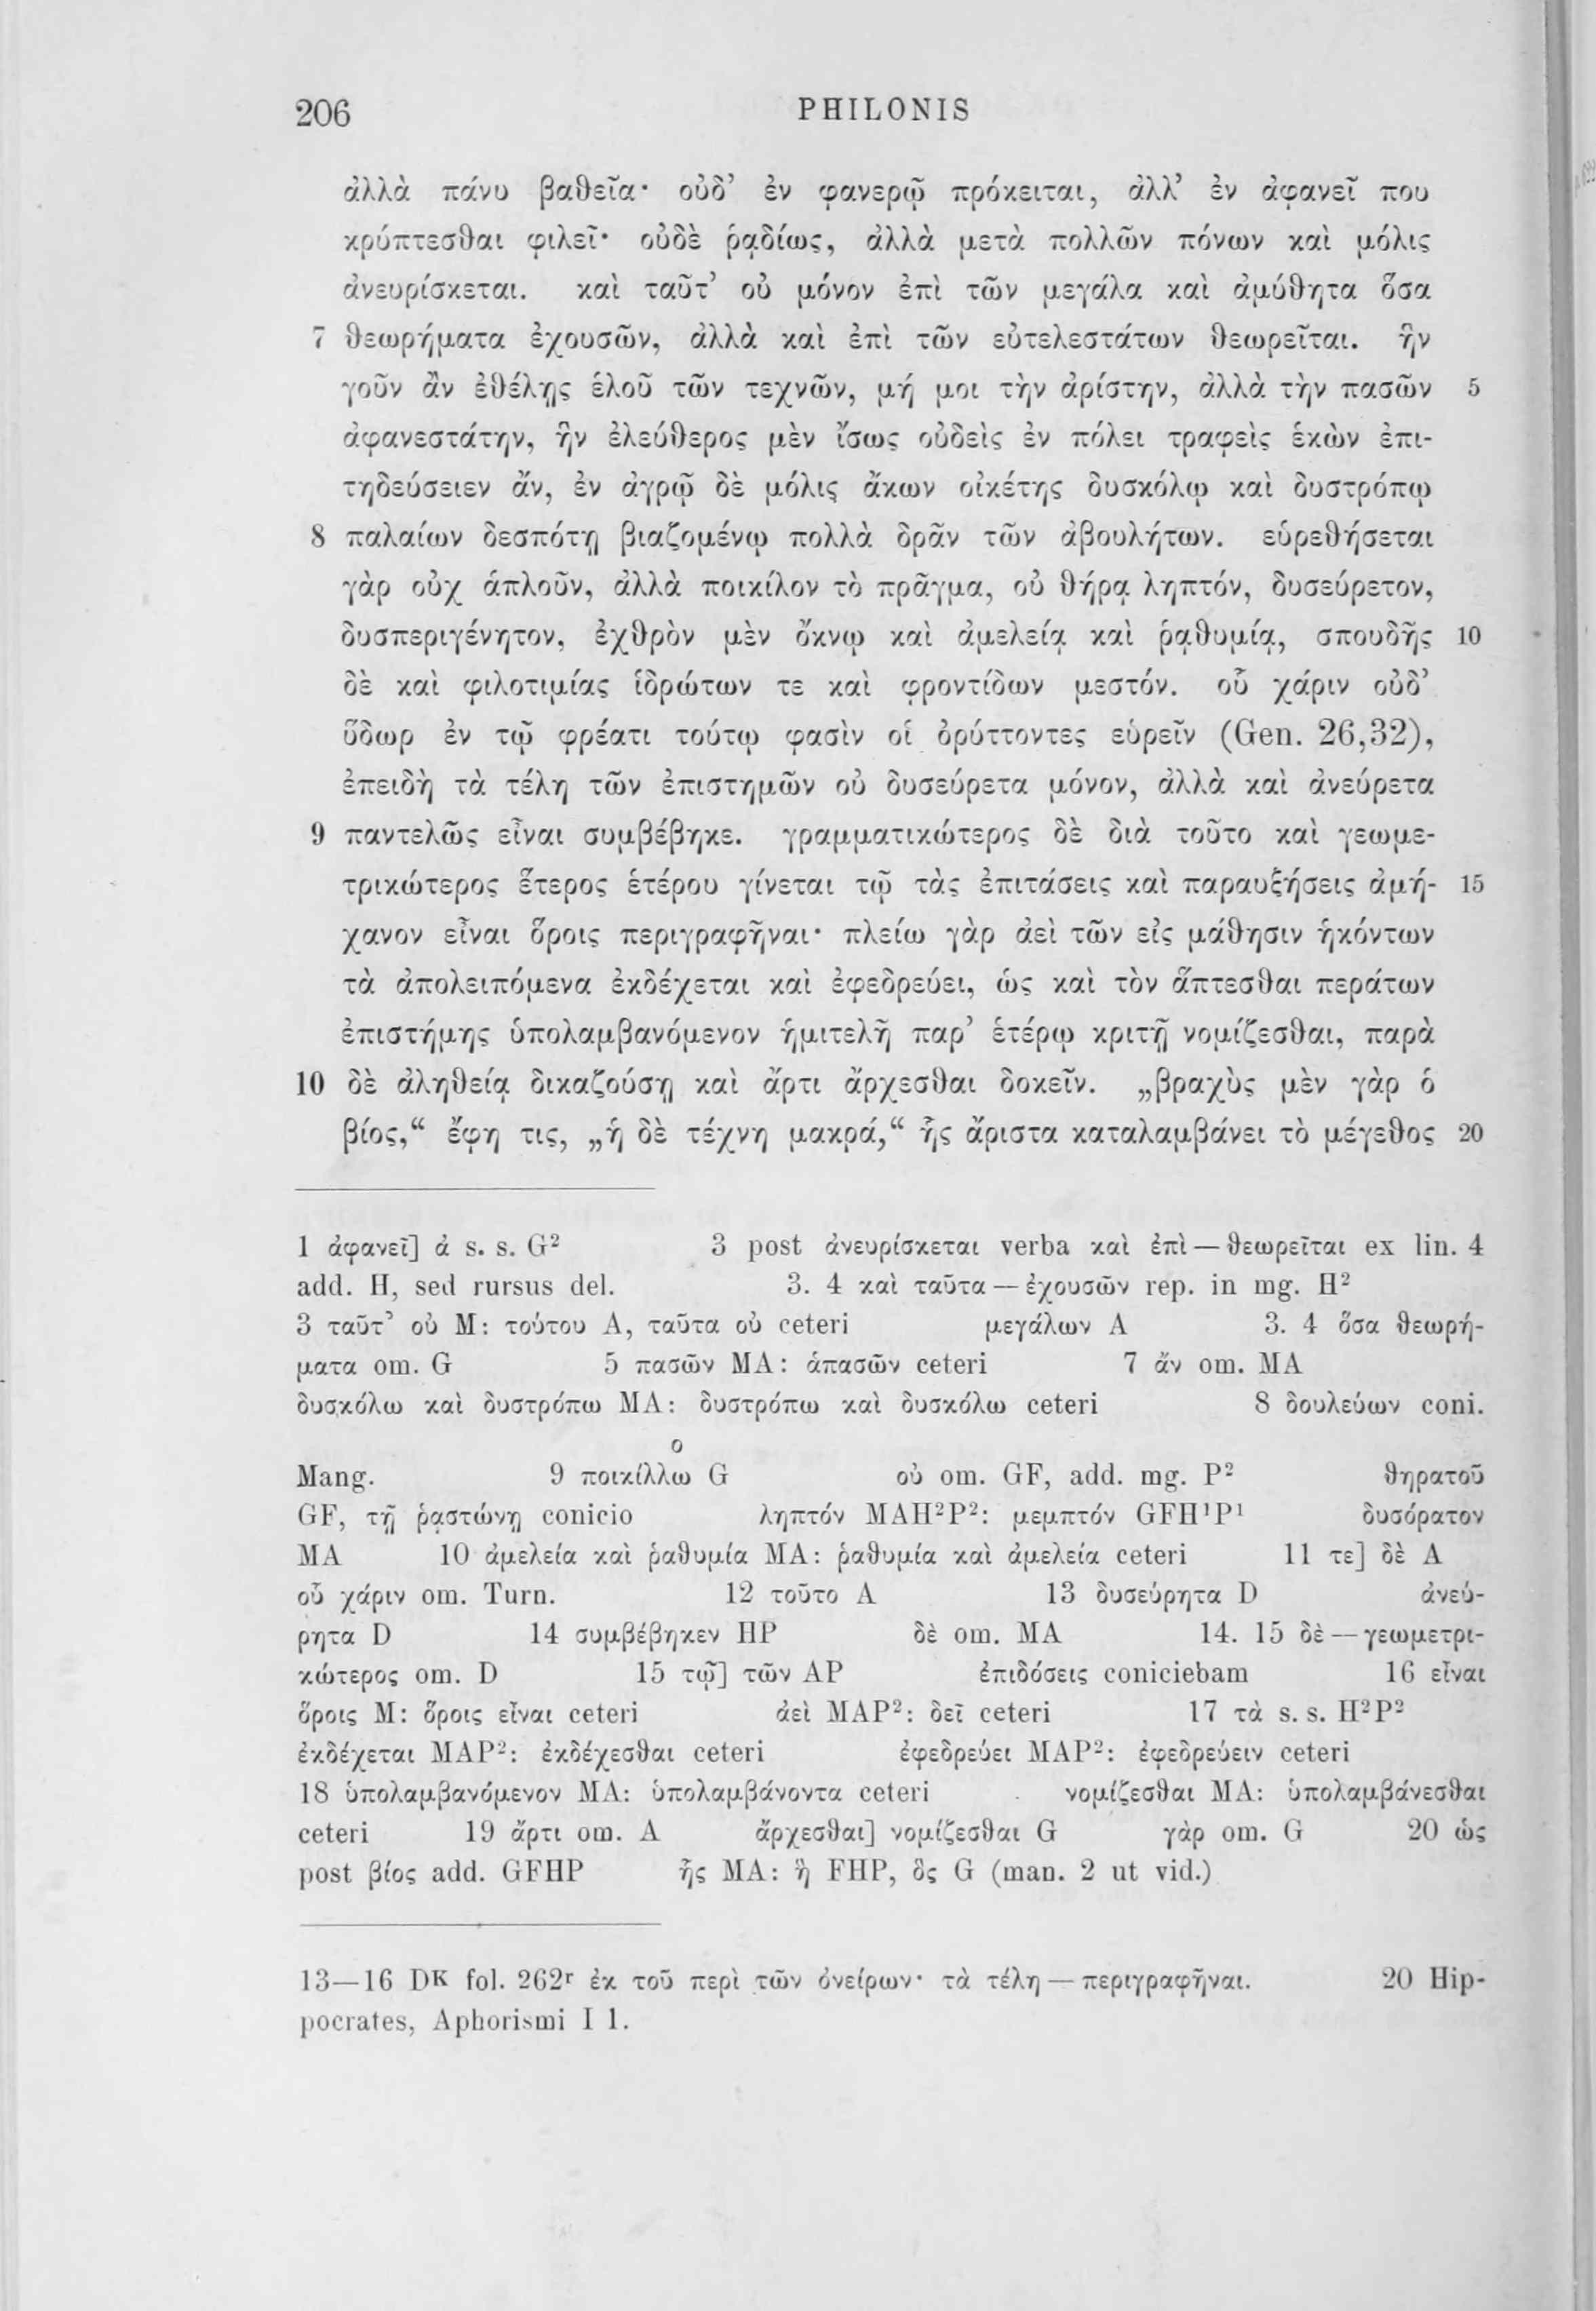 206 PHILONIS
ἀλλὰ πάνυ βαθεῖα· οὐδ’ ἐν φανερῷ πρόκειται, ἀλλ’ ἐν ἀφανεῖ που
κρύπτεσθαι φιλεῖ· οὐδὲ ῥᾳδίως, ἀλλὰ μετὰ πολλῶν πόνων καὶ μόλις
ἀνευρίσκεται. καὶ ταῦτ’ οὐ μόνον ἐπὶ τῶν μεγάλα καὶ ἀμύθητα ὅσα
7 θεωρήματα ἐχουσῶν, ἀλλὰ καὶ ἐπὶ τῶν εὐτελεστάτων θεωρεῖται. ἣν
γοῦν ἂν ἐθέλῃς ἑλοῦ τῶν τεχνῶν, μή μοι τὴν ἀρίστην, ἀλλὰ τὴν πασῶν 5
ἀφανεστάτην, ἣν ἐλεύθερος μὲν ἴσως οὐδεὶς ἐν πόλει τραφεὶς ἑκὼν ἐπι-
τηδεύσειεν ἄν, ἐν ἀγρῷ δὲ μόλις ἄκων οἰκέτης δυσκόλῳ καὶ δυστρόπῳ
8 παλαίων δεσπότῃ βιαζομένῳ πολλὰ δρᾶν τῶν ἀβουλήτων. εὑρεθήσεται
γὰρ οὐχ ἁπλοῦν, ἀλλὰ ποικίλον τὸ πρᾶγμα, οὐ θήρᾳ ληπτόν, δυσεύρετον,
δυσπεριγένητον, ἐχθρὸν μὲν ὄκνῳ καὶ ἀμελείᾳ καὶ ῥᾳθυμίᾳ, σπουδῆς 10
δὲ καὶ φιλοτιμίας ἱδρώτων τε καὶ φροντίδων μεστόν. οὗ χάριν οὐδ’
ὕδωρ ἐν τῷ φρέατι τούτῳ φασὶν οἱ ὀρύττοντες εὑρεῖν (Gen. 26,32),
ἐπειδὴ τὰ τέλη τῶν ἐπιστημῶν οὐ δυσεύρετα μόνον, ἀλλὰ καὶ ἀνεύρετα
9 παντελῶς εἶναι συμβέβηκε. γραμματικώτερος δὲ διὰ τοῦτο καὶ γεωμε-
τρικώτερος ἕτερος ἑτέρου γίνεται τῷ τὰς ἐπιτάσεις καὶ παραυξήσεις ἀμή- 15
χανον εἶναι ὅροις περιγραφῆναι· πλείω γὰρ ἀεὶ τῶν εἰς μάθησιν ἡκόντων
τὰ ἀπολειπόμενα ἐκδέχεται καὶ ἐφεδρεύει, ὡς καὶ τὸν ἅπτεσθαι περάτων
ἐπιστήμης ὑπολαμβανόμενον ἡμιτελῆ παρ’ ἑτέρῳ κριτῇ νομίζεσθαι, παρὰ
10 δὲ ἀληθείᾳ δικαζούσῃ καὶ ἄρτι ἄρχεσθαι δοκεῖν. „βραχὺς μὲν γὰρ ὁ
βίος,“ ἔφη τις, „ἡ δὲ τέχνη μακρά,“ ἧς ἄριστα καταλαμβάνει τὸ μέγεθος 20
1 ἀφανεῖ] ἀ s. s. G² 3 post ἀνευρίσκεται verba καὶ ἐπὶ — θεωρεῖται ex lin. 4
add. H, sed rursus del. 3. 4 καὶ ταῦτα — ἐχουσῶν rep. in mg. H²
3 ταῦτ’ οὐ M: τούτου A, ταῦτα οὐ ceteri μεγάλων A 3. 4 ὅσα θεωρή-
ματα om. G 5 πασῶν MA: ἁπασῶν ceteri 7 ἄν om. MA
δυσκόλω καὶ δυστρόπω MA: δυστρόπω καὶ δυσκόλω ceteri 8 δουλεύων coni.
ο
Mang. 9 ποικίλλω G οὐ om. GF, add. mg. P² θηρατοῦ
GF, τῇ ῥᾳστώνῃ conicio ληπτόν MAH²P²: μεμπτόν GFH¹P¹ δυσόρατον
MA 10 ἀμελεία καὶ ῥαθυμία MA: ῥαθυμία καὶ ἀμελεία ceteri 11 τε] δὲ A
οὗ χάριν om. Turn. 12 τοῦτο A 13 δυσεύρητα D ἀνεύ-
ρητα D 14 συμβέβηκεν HP δὲ om. MA 14. 15 δὲ — γεωμετρι-
κώτερος om. D 15 τῷ] τῶν AP ἐπιδόσεις coniciebam 16 εἶναι
ὅροις M: ὅροις εἶναι ceteri ἀεὶ MAP²: δεῖ ceteri 17 τὰ s. s. H²P²
ἐκδέχεται MAP²: ἐκδέχεσθαι ceteri ἐφεδρεύει MAP²: ἐφεδρεύειν ceteri
18 ὑπολαμβανόμενον MA: ὑπολαμβάνοντα ceteri νομίζεσθαι MA: ὑπολαμβάνεσθαι
ceteri 19 ἄρτι om. A ἄρχεσθαι] νομίζεσθαι G γὰρ om. G 20 ὡς
post βίος add. GFHP ἧς MA: ἣ FHP, ὃς G (man. 2 ut vid.)
13—16 Dᴷ fol. 262ʳ ἐκ τοῦ περὶ τῶν ὀνείρων· τὰ τέλη — περιγραφῆναι. 20 Hip-
pocrates, Aphorismi I 1.